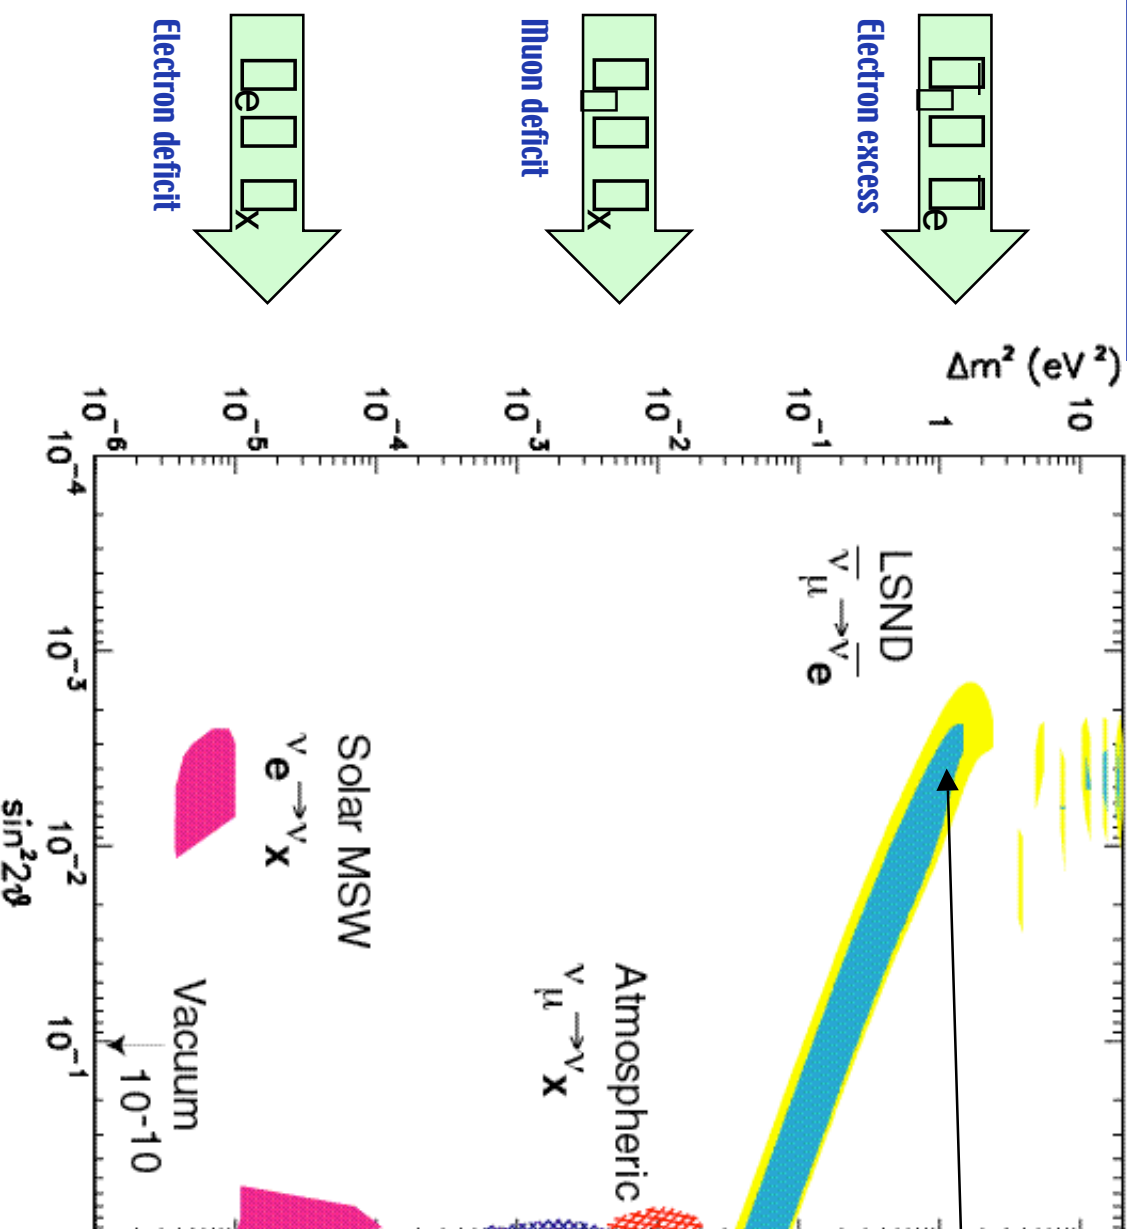 Electron excess
▯̅▯ ▯ ▯̅e
Muon deficit
▯▯ ▯ ▯x
Electron deficit
▯e ▯ ▯x
Δm² (eV²)
10
1
10⁻¹
10⁻²
10⁻³
10⁻⁴
10⁻⁵
10⁻⁶
LSND
ν̅μ→ν̅e
Atmospheric
νμ→νx
Solar MSW
νe→νx
Vacuum
10-10
10⁻⁴
10⁻³
10⁻²
10⁻¹
sin²2ϑ